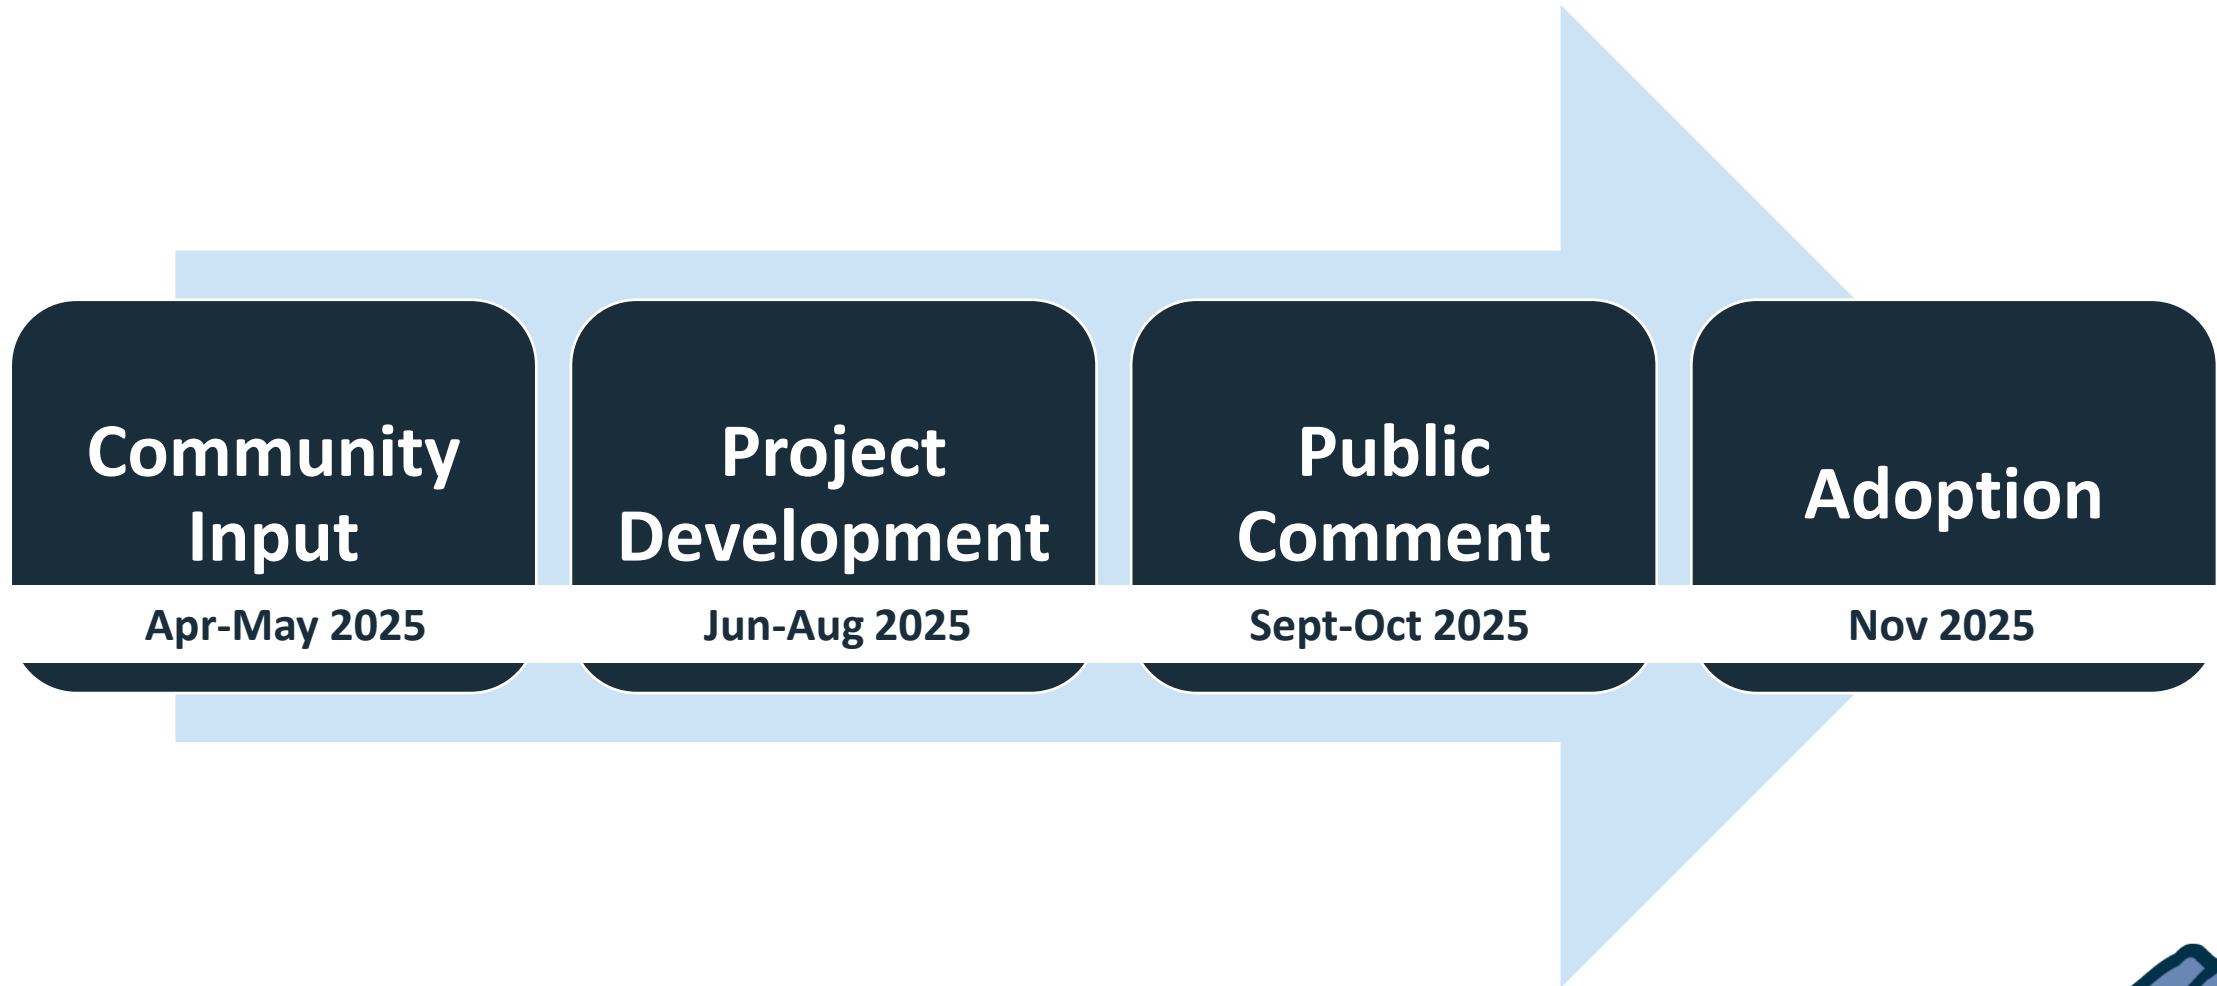 Community
Input
Project
Development
Public
Comment
Adoption
Apr-May 2025
Jun-Aug 2025
Sept-Oct 2025
Nov 2025